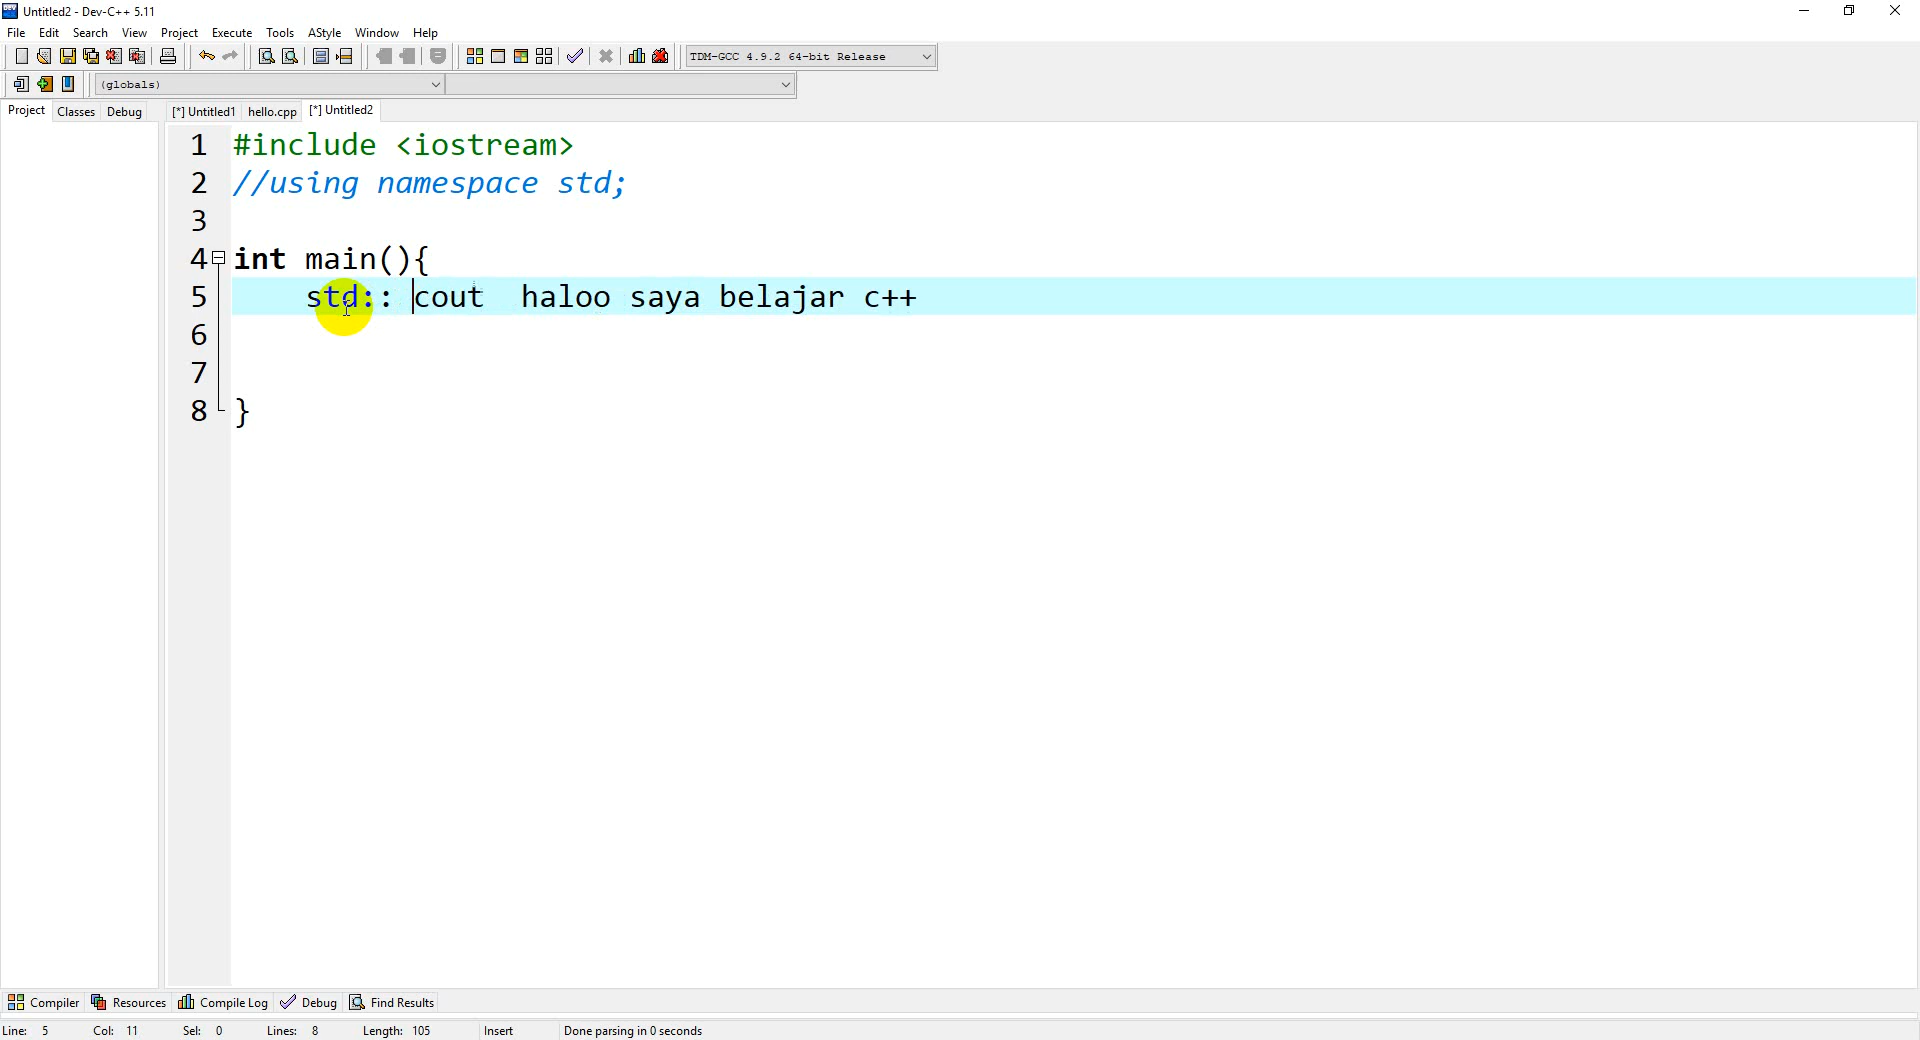 Untitled2 - Dev-C++ 5.11
File Edit Search View Project Execute Tools AStyle Window Help
TDM-GCC 4.9.2 64-bit Release
(globals)
Project Classes Debug [*] Untitled1 hello.cpp [*] Untitled2
1 #include <iostream>
2 //using namespace std;
3
4 int main(){
5 std:: cout  haloo saya belajar c++
6
7
8 }
Compiler Resources Compile Log Debug Find Results
Line: 5 Col: 11 Sel: 0 Lines: 8 Length: 105 Insert Done parsing in 0 seconds